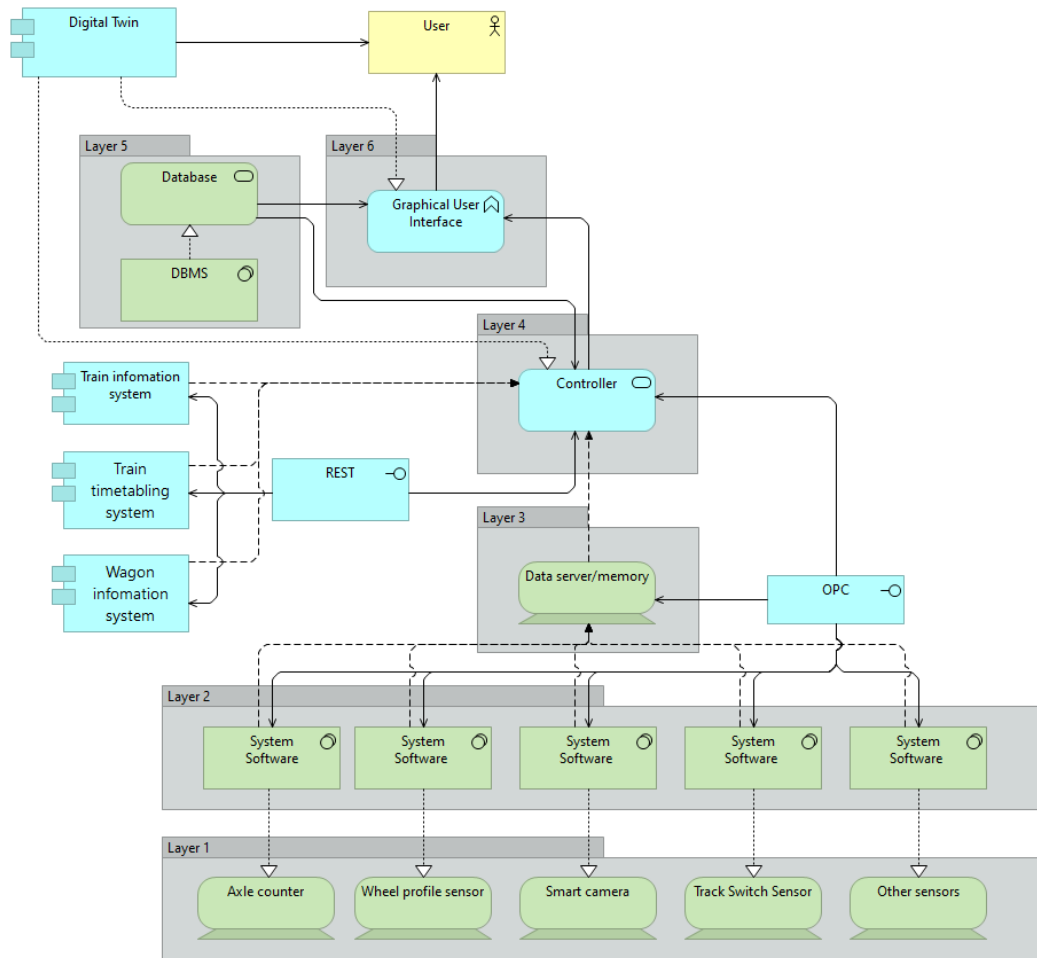 Digital Twin
User
Layer 5
Layer 6
Database
Graphical User
Interface
DBMS
Layer 4
Train infomation
system
Controller
Train
timetabling
system
REST
Layer 3
Data server/memory
Wagon
infomation
system
OPC
Layer 2
System
Software
System
Software
System
Software
System
Software
System
Software
Layer 1
Axle counter
Wheel profile sensor
Smart camera
Track Switch Sensor
Other sensors